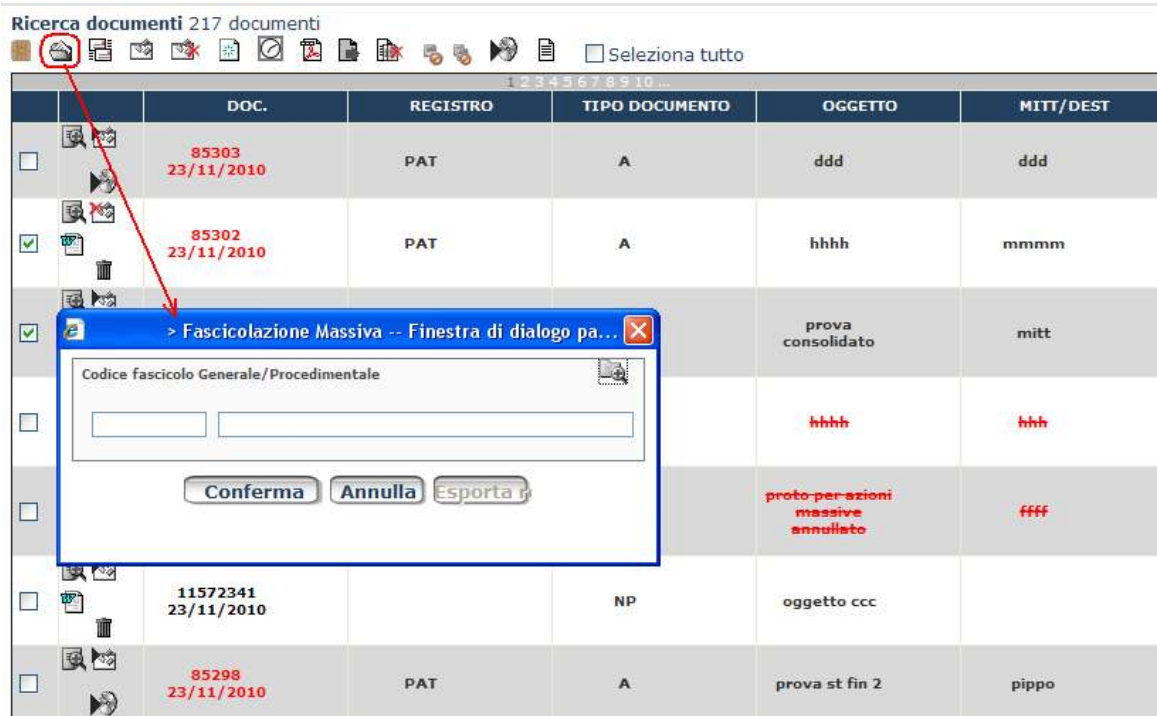 Ricerca documenti 217 documenti
Seleziona tutto
1 2 3 4 5 6 7 8 9 10 ...
DOC. REGISTRO TIPO DOCUMENTO OGGETTO MITT/DEST
85303
23/11/2010
PAT A ddd ddd
85302
23/11/2010
PAT A hhhh mmmm
> Fascicolazione Massiva -- Finestra di dialogo pa...
Codice fascicolo Generale/Procedimentale
Conferma Annulla Esporta
prova
consolidato
mitt
hhhh hhh
proto per azioni
massive
annullato
ffff
11572341
23/11/2010
NP oggetto ccc
85298
23/11/2010
PAT A prova st fin 2 pippo